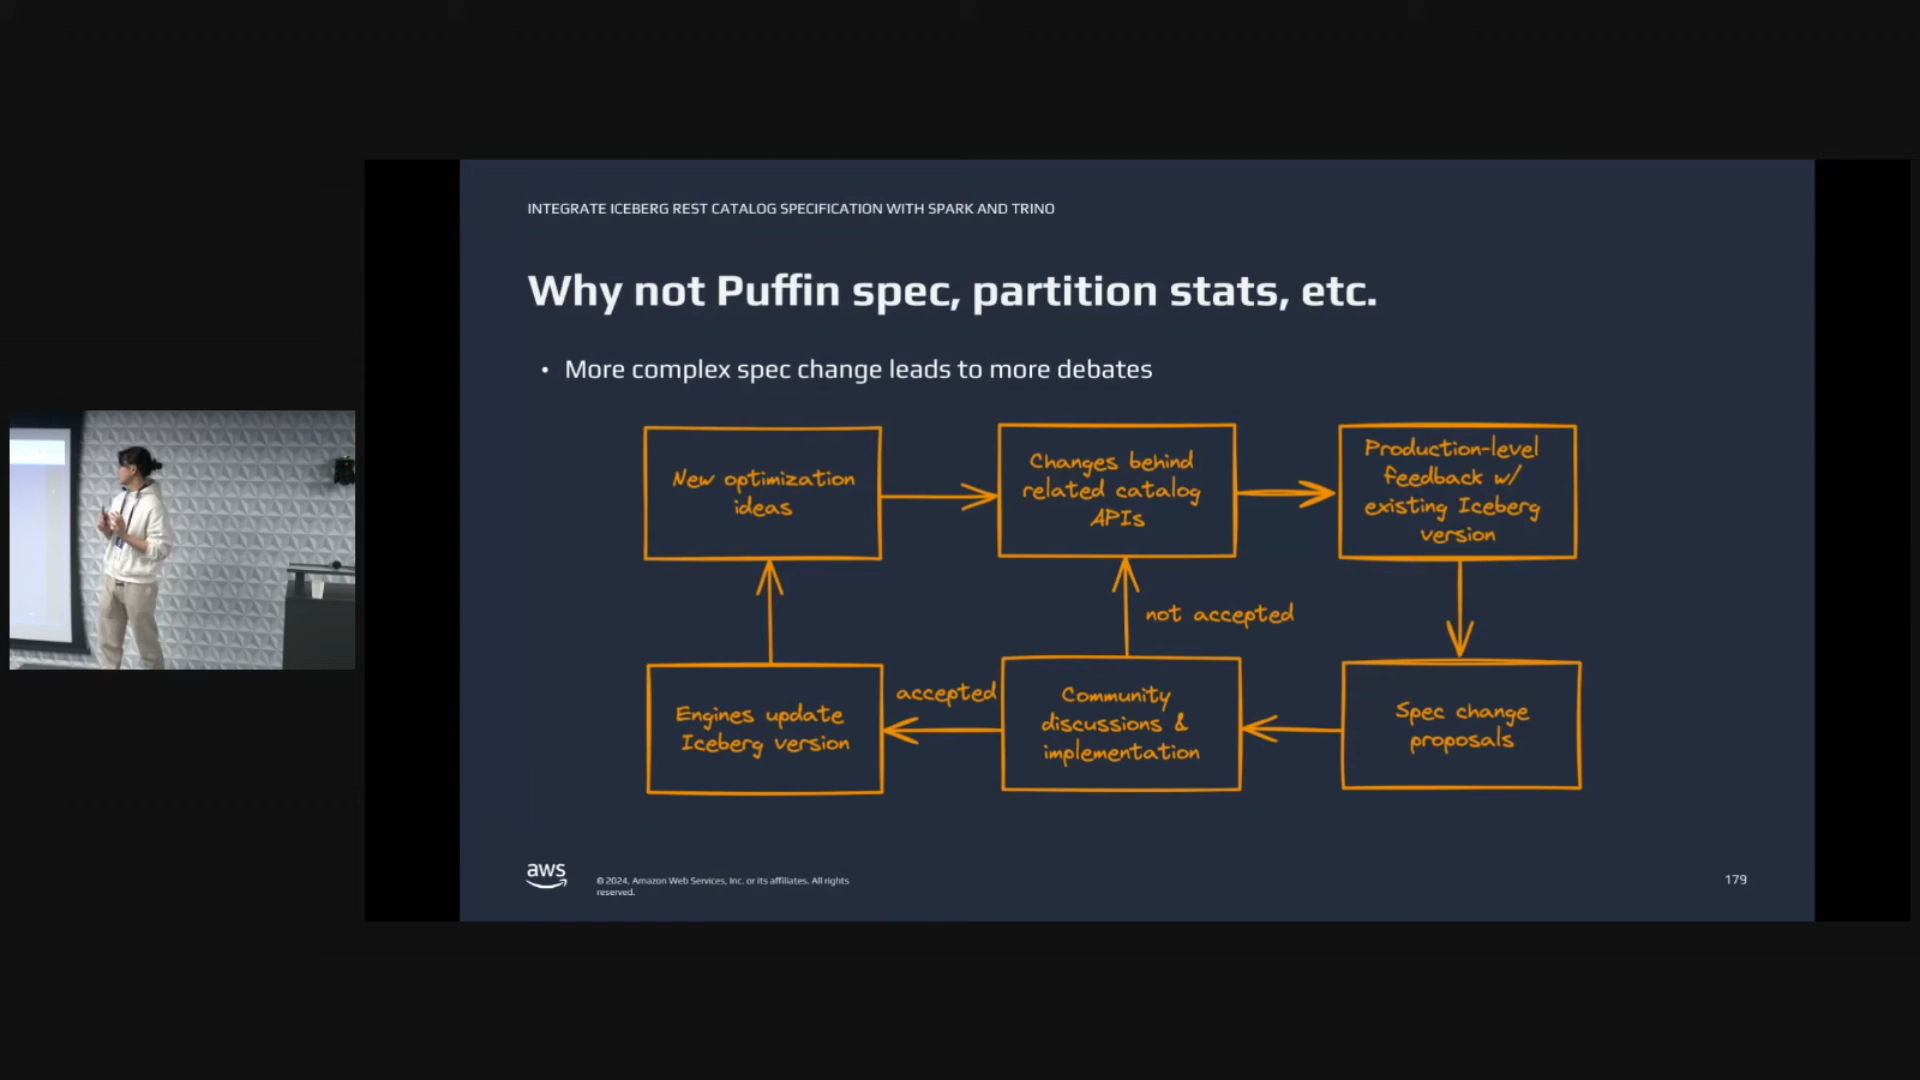 INTEGRATE ICEBERG REST CATALOG SPECIFICATION WITH SPARK AND TRINO
Why not Puffin spec, partition stats, etc.
• More complex spec change leads to more debates
New optimization
ideas
Changes behind
related catalog
APIs
Production-level
feedback w/
existing Iceberg
version
not accepted
Engines update
Iceberg version
accepted
Community
discussions &
implementation
Spec change
proposals
aws
© 2024, Amazon Web Services, Inc. or its affiliates. All rights
reserved.
179